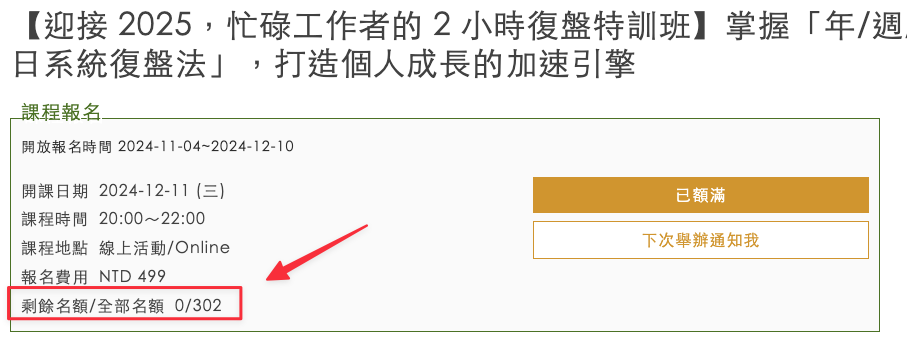 【迎接 2025，忙碌工作者的 2 小時復盤特訓班】掌握「年/週/
日系統復盤法」，打造個人成長的加速引擎
課程報名
開放報名時間 2024-11-04~2024-12-10
開課日期 2024-12-11 (三)
課程時間 20:00～22:00
課程地點 線上活動/Online
報名費用 NTD 499
剩餘名額/全部名額 0/302
已額滿
下次舉辦通知我